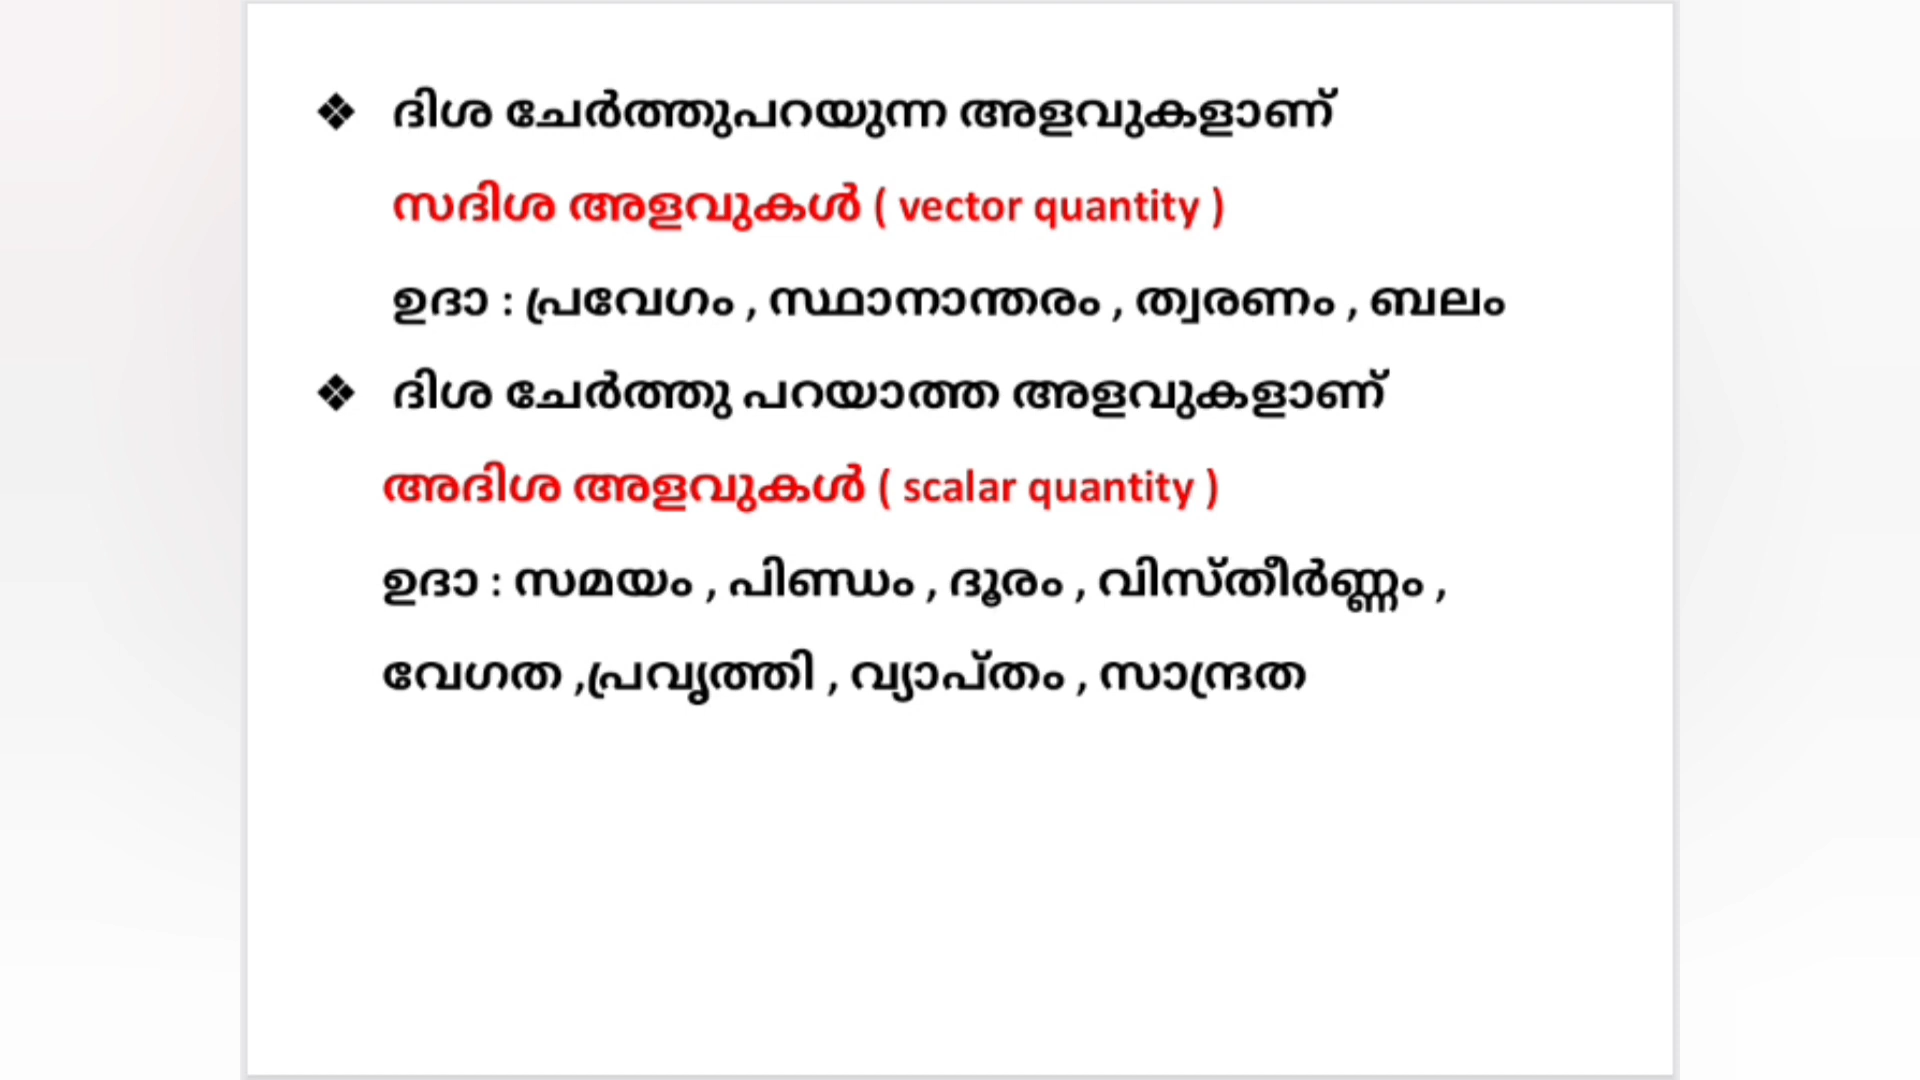 ❖ ദിശ ചേർത്തുപറയുന്ന അളവുകളാണ്
സദിശ അളവുകൾ ( vector quantity )
ഉദാ : പ്രവേഗം , സ്ഥാനാന്തരം , ത്വരണം , ബലം
❖ ദിശ ചേർത്തു പറയാത്ത അളവുകളാണ്
അദിശ അളവുകൾ ( scalar quantity )
ഉദാ : സമയം , പിണ്ഡം , ദൂരം , വിസ്തീർണ്ണം ,
വേഗത ,പ്രവൃത്തി , വ്യാപ്തം , സാന്ദ്രത